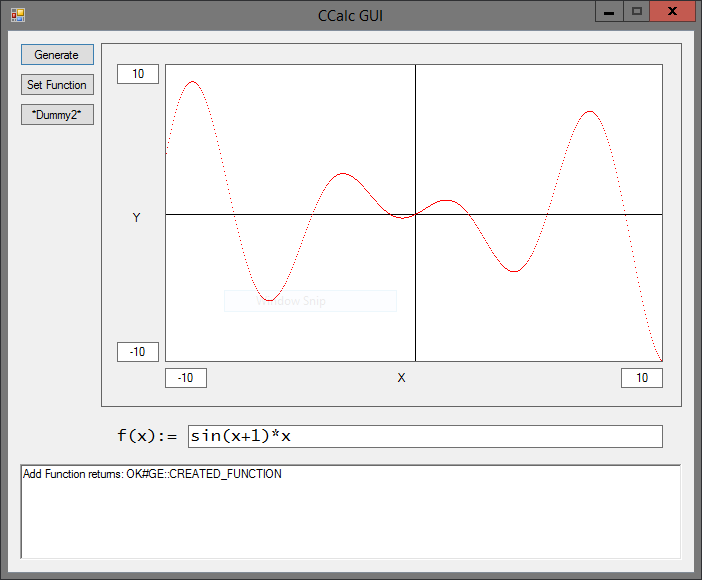 CCalc GUI
Generate
Set Function
*Dummy2*
10
Y
-10
-10
X
10
Window Snip
f(x):= sin(x+1)*x
Add Function returns: OK#GE::CREATED_FUNCTION